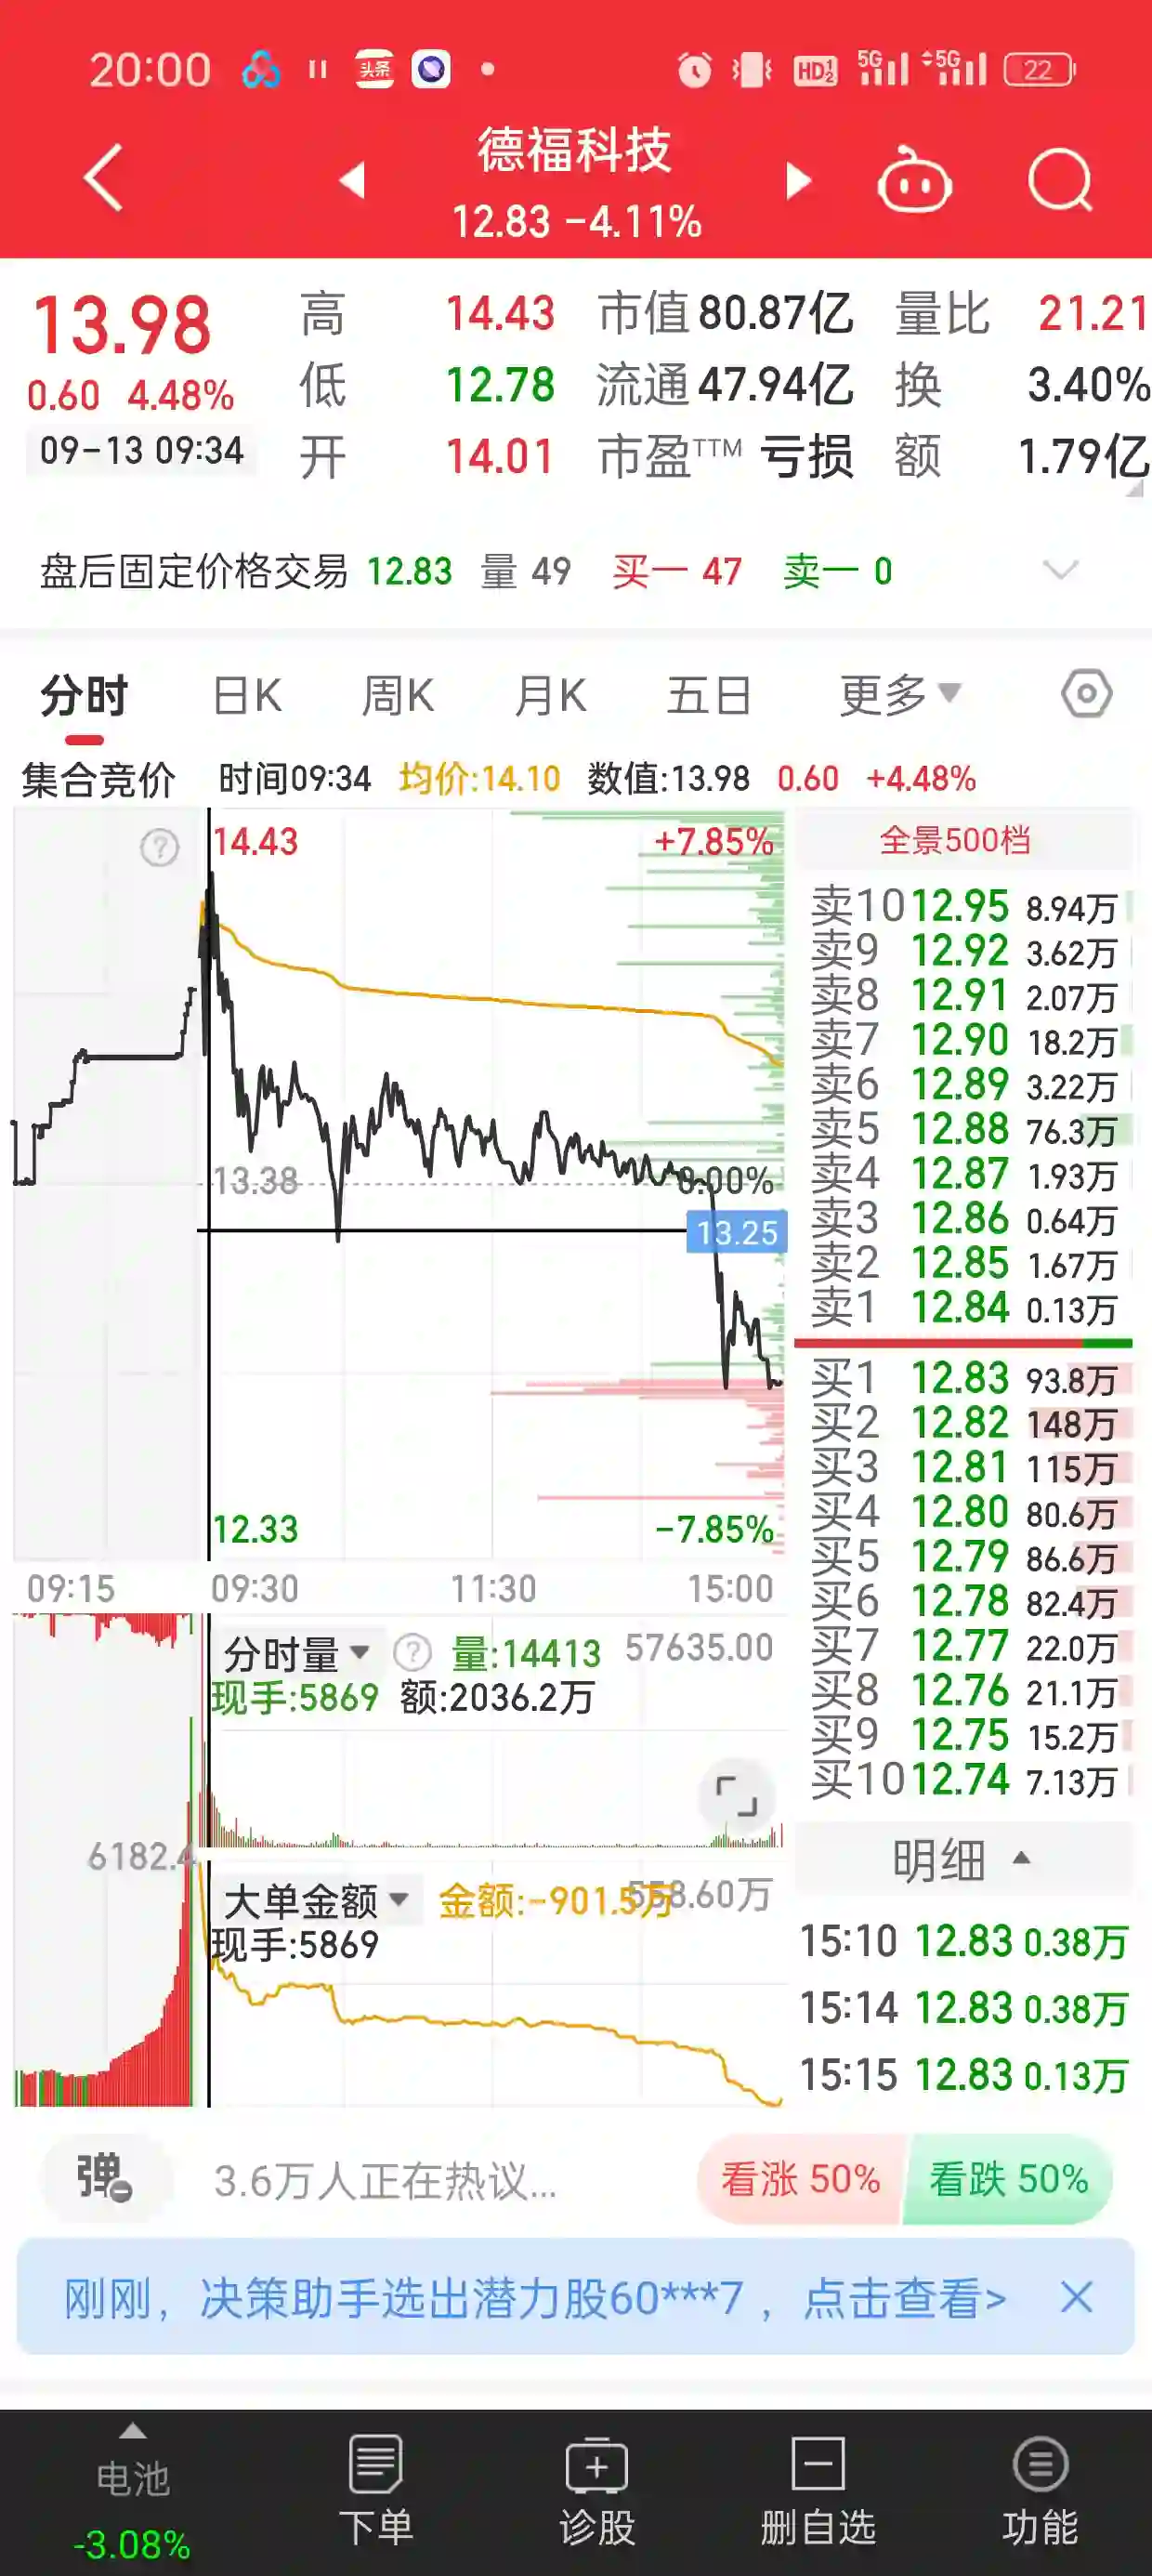 20:00 头条 HD 1 2 5G 5G 22
德福科技
12.83 -4.11%
13.98 高 14.43 市值 80.87亿 量比 21.21
0.60 4.48% 低 12.78 流通 47.94亿 换 3.40%
09-13 09:34 开 14.01 市盈TTM 亏损 额 1.79亿
盘后固定价格交易 12.83 量 49 买一 47 卖一 0
分时 日K 周K 月K 五日 更多
集合竞价 时间09:34 均价:14.10 数值:13.98 0.60 +4.48%
14.43 +7.85%
13.38 0.00%
13.25
12.33 -7.85%
09:15 09:30 11:30 15:00
分时量 ? 量:14413 57635.00
现手:5869 额:2036.2万
6182.4
大单金额 金额:-901.5万
现手:5869
全景500档
卖10 12.95 8.94万
卖9 12.92 3.62万
卖8 12.91 2.07万
卖7 12.90 18.2万
卖6 12.89 3.22万
卖5 12.88 76.3万
卖4 12.87 1.93万
卖3 12.86 0.64万
卖2 12.85 1.67万
卖1 12.84 0.13万
买1 12.83 93.8万
买2 12.82 148万
买3 12.81 115万
买4 12.80 80.6万
买5 12.79 86.6万
买6 12.78 82.4万
买7 12.77 22.0万
买8 12.76 21.1万
买9 12.75 15.2万
买10 12.74 7.13万
明细
15:10 12.83 0.38万
15:14 12.83 0.38万
15:15 12.83 0.13万
弹 3.6万人正在热议... 看涨 50% 看跌 50%
刚刚，决策助手选出潜力股60***7，点击查看>
电池 下单 诊股 删自选 功能
-3.08%